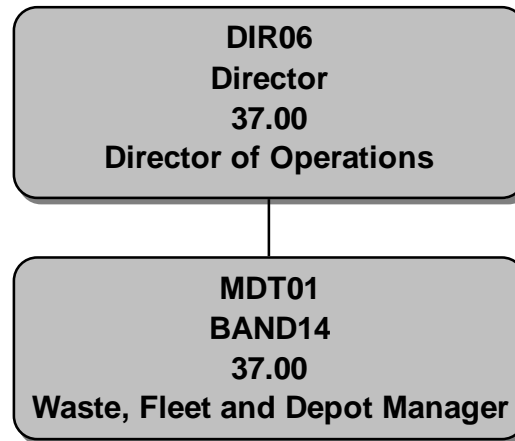 DIR06
Director
37.00
Director of Operations
MDT01
BAND14
37.00
Waste, Fleet and Depot Manager